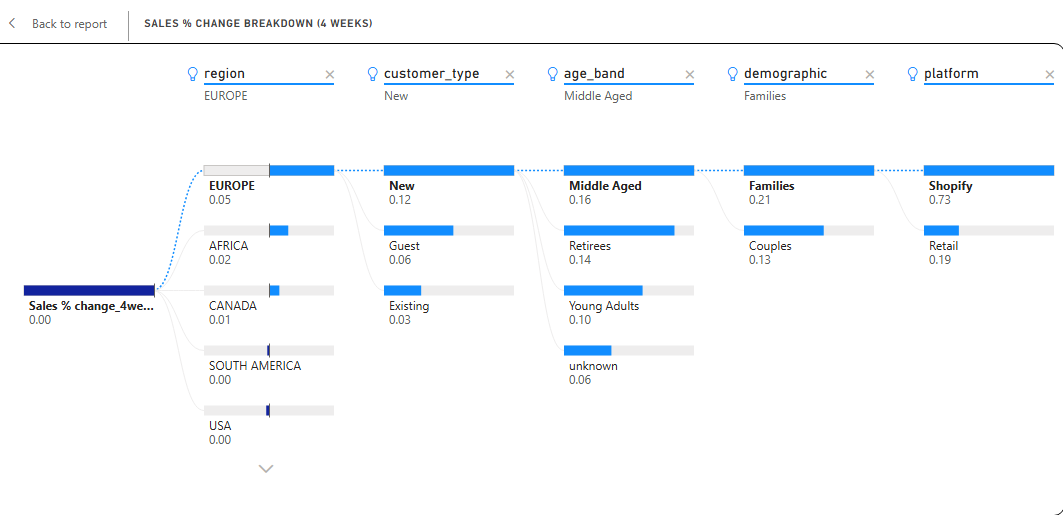 Back to report
SALES % CHANGE BREAKDOWN (4 WEEKS)
region
EUROPE
customer_type
New
age_band
Middle Aged
demographic
Families
platform
Sales % change_4we...
0.00
EUROPE
0.05
AFRICA
0.02
CANADA
0.01
SOUTH AMERICA
0.00
USA
0.00
New
0.12
Guest
0.06
Existing
0.03
Middle Aged
0.16
Retirees
0.14
Young Adults
0.10
unknown
0.06
Families
0.21
Couples
0.13
Shopify
0.73
Retail
0.19